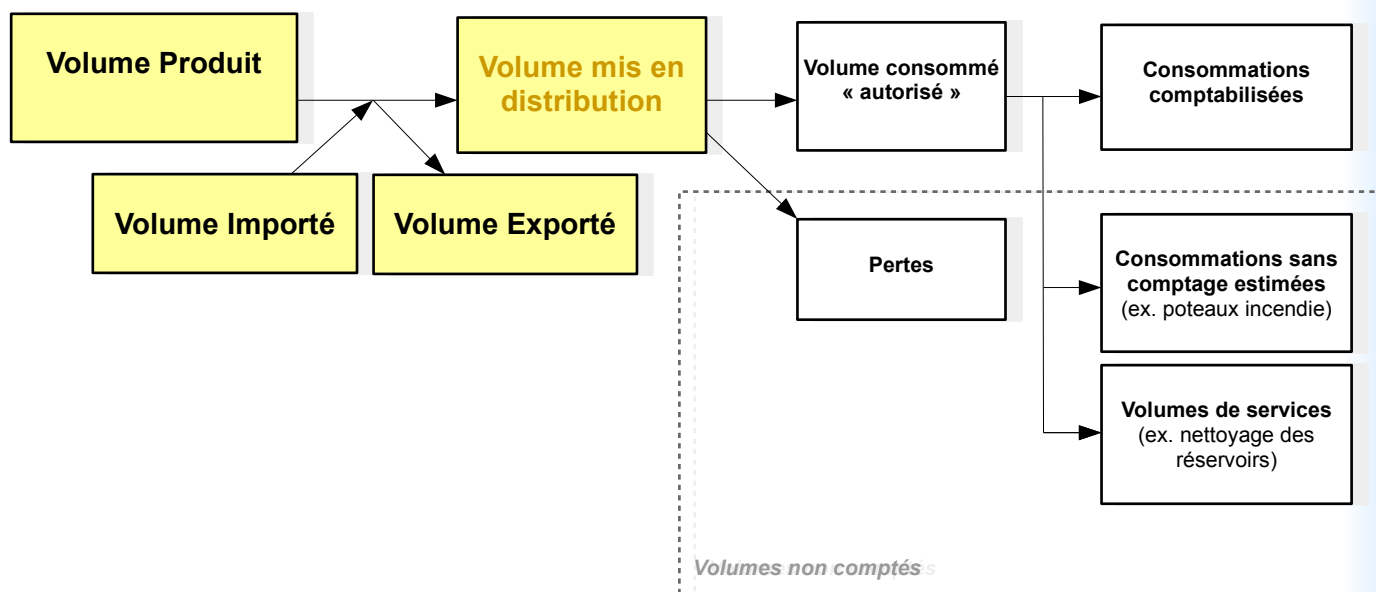 Volume Produit
Volume mis en
distribution
Volume consommé
« autorisé »
Consommations
comptabilisées
Volume Importé
Volume Exporté
Pertes
Consommations sans
comptage estimées
(ex. poteaux incendie)
Volumes de services
(ex. nettoyage des
réservoirs)
Volumes non comptés